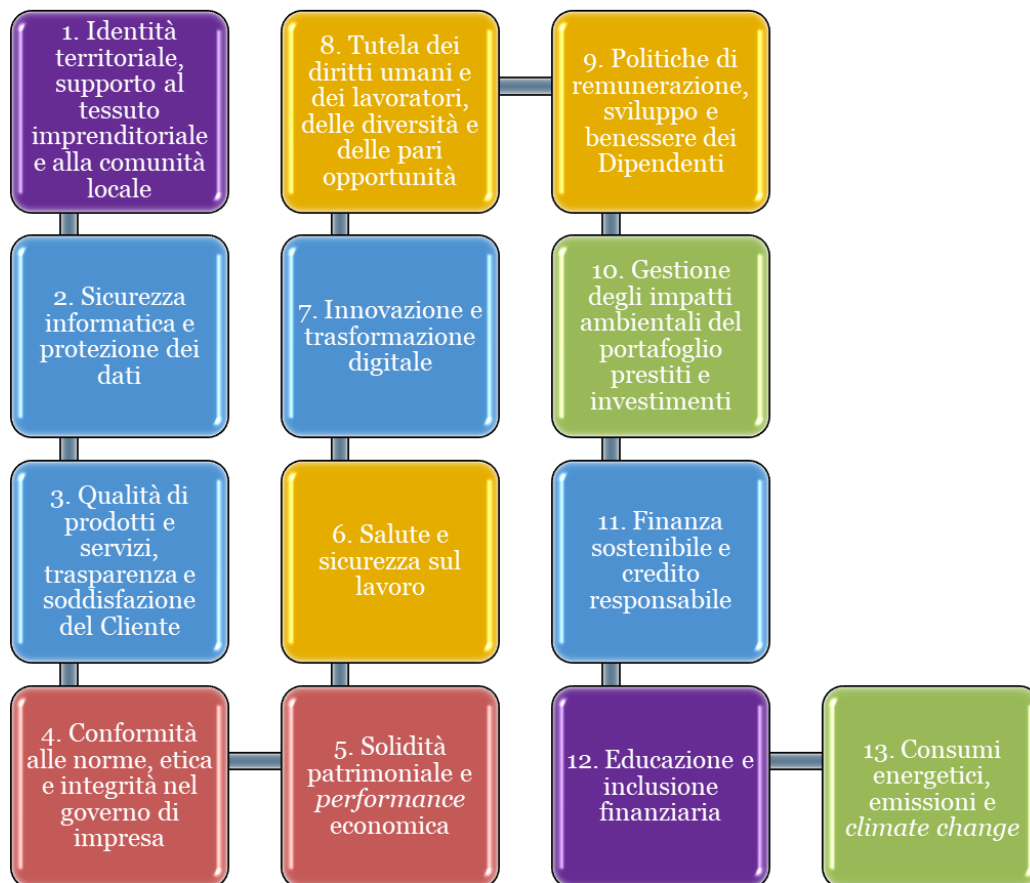 1. Identità
territoriale,
supporto al
tessuto
imprenditoriale
e alla comunità
locale
2. Sicurezza
informatica e
protezione dei
dati
3. Qualità di
prodotti e
servizi,
trasparenza e
soddisfazione
del Cliente
4. Conformità
alle norme, etica
e integrità nel
governo di
impresa
5. Solidità
patrimoniale e
performance
economica
6. Salute e
sicurezza sul
lavoro
7. Innovazione e
trasformazione
digitale
8. Tutela dei
diritti umani e
dei lavoratori,
delle diversità e
delle pari
opportunità
9. Politiche di
remunerazione,
sviluppo e
benessere dei
Dipendenti
10. Gestione
degli impatti
ambientali del
portafoglio
prestiti e
investimenti
11. Finanza
sostenibile e
credito
responsabile
12. Educazione e
inclusione
finanziaria
13. Consumi
energetici,
emissioni e
climate change